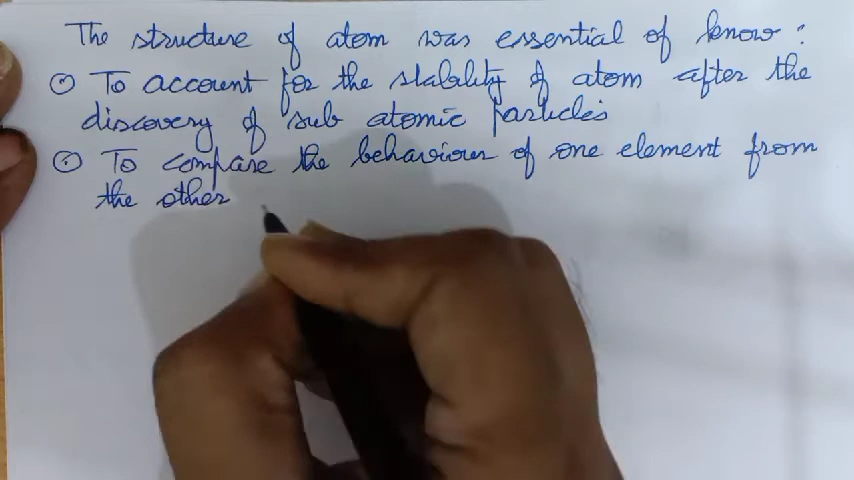 The structure of atom was essential of know :
⊙ To account for the stability of atom after the
discovery of sub atomic particles
⊙ To compare the behaviour of one element from
the other